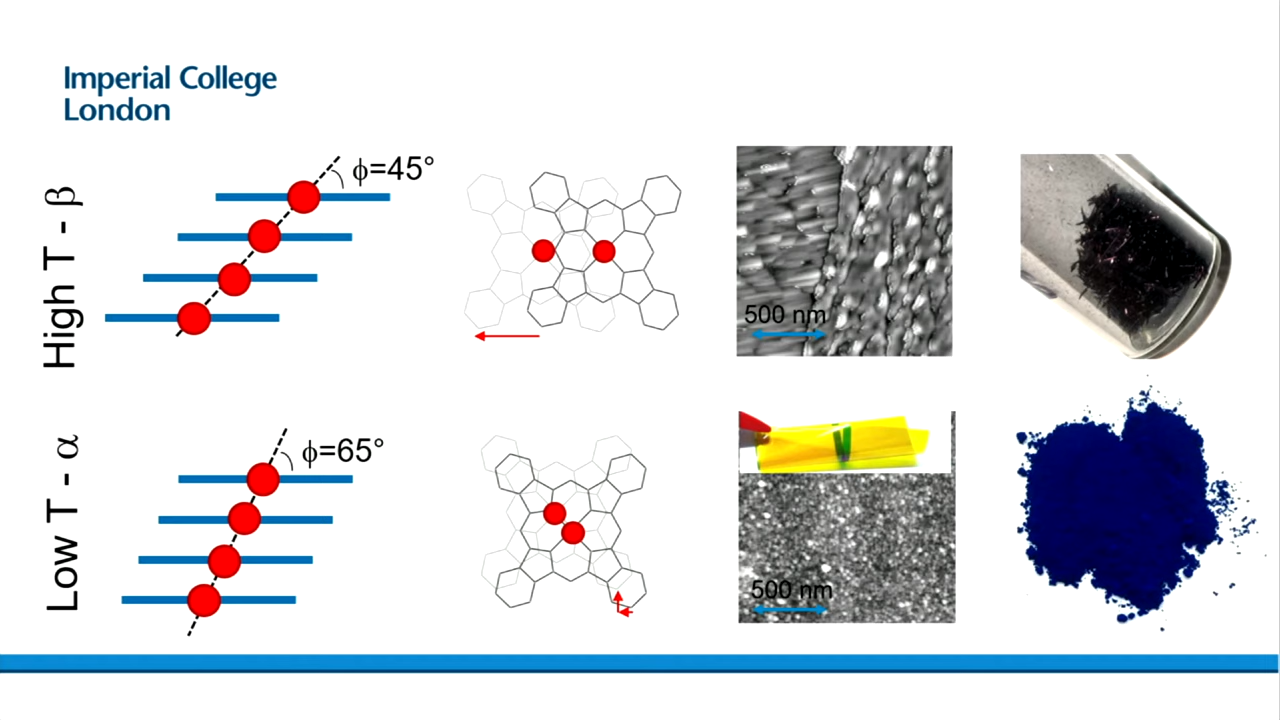 Imperial College
London
High T - β
ϕ=45°
500 nm
Low T - α
ϕ=65°
500 nm